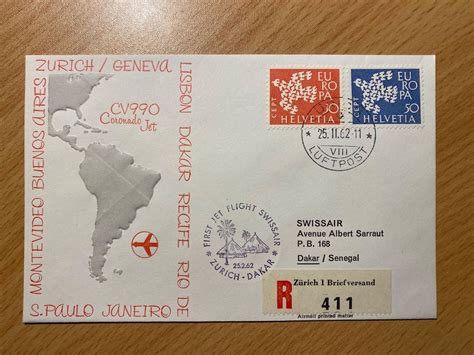 ZURICH / GENEVA
LISBON DAKAR RECIFE RIO DE
S.PAULO JANEIRO
MONTEVIDEO BUENOS AIRES
CV990
Coronado Jet
EUROPA
CEPT
30
HELVETIA
EUROPA
CEPT
50
HELVETIA
25.II.62-11
VIII
LUFTPOST
FIRST JET FLIGHT SWISSAIR
25.2.62
ZURICH-DAKAR
SWISSAIR
Avenue Albert Sarraut
P.B. 168
Dakar / Senegal
R
Zürich 1 Briefversand
411
Airmail printed matter